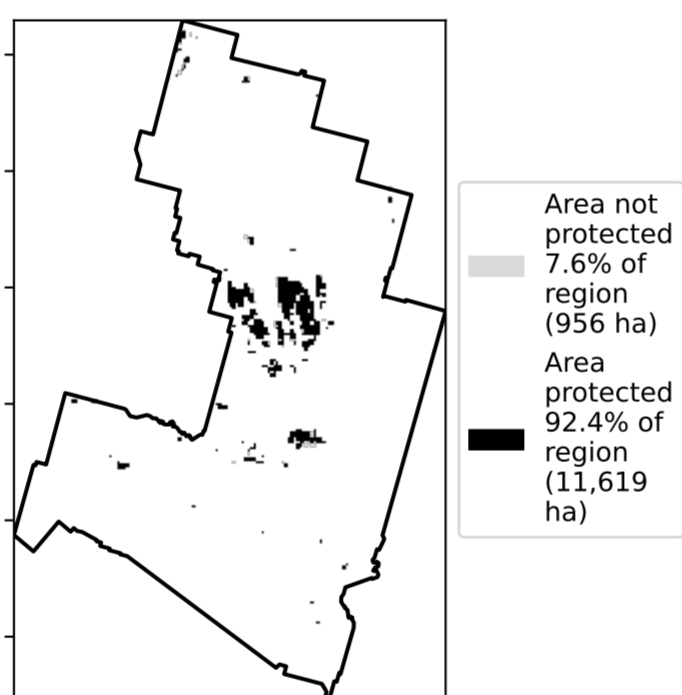 Area not
protected
7.6% of
region
(956 ha)
Area
protected
92.4% of
region
(11,619
ha)